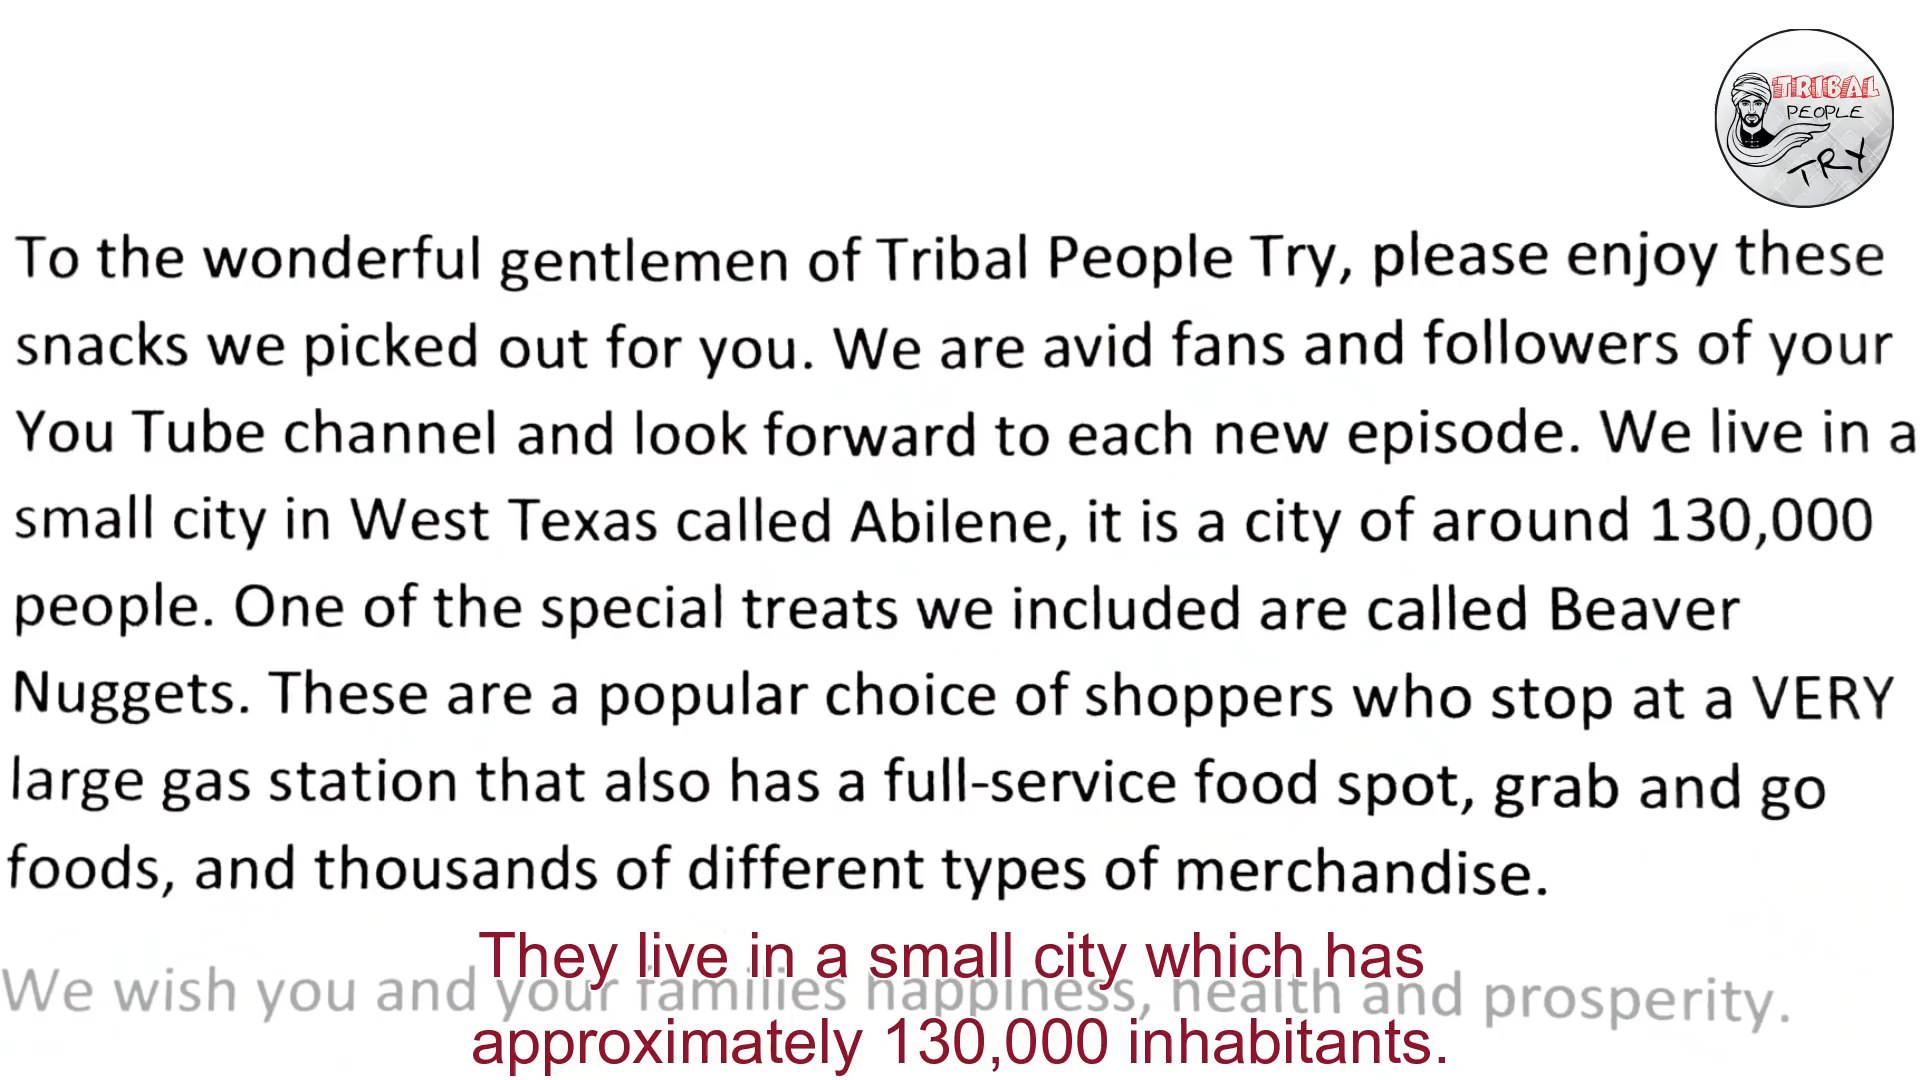 TRIBAL
PEOPLE
TRY
To the wonderful gentlemen of Tribal People Try, please enjoy these
snacks we picked out for you. We are avid fans and followers of your
You Tube channel and look forward to each new episode. We live in a
small city in West Texas called Abilene, it is a city of around 130,000
people. One of the special treats we included are called Beaver
Nuggets. These are a popular choice of shoppers who stop at a VERY
large gas station that also has a full-service food spot, grab and go
foods, and thousands of different types of merchandise.
We wish you and your families happiness, health and prosperity.
They live in a small city which has
approximately 130,000 inhabitants.